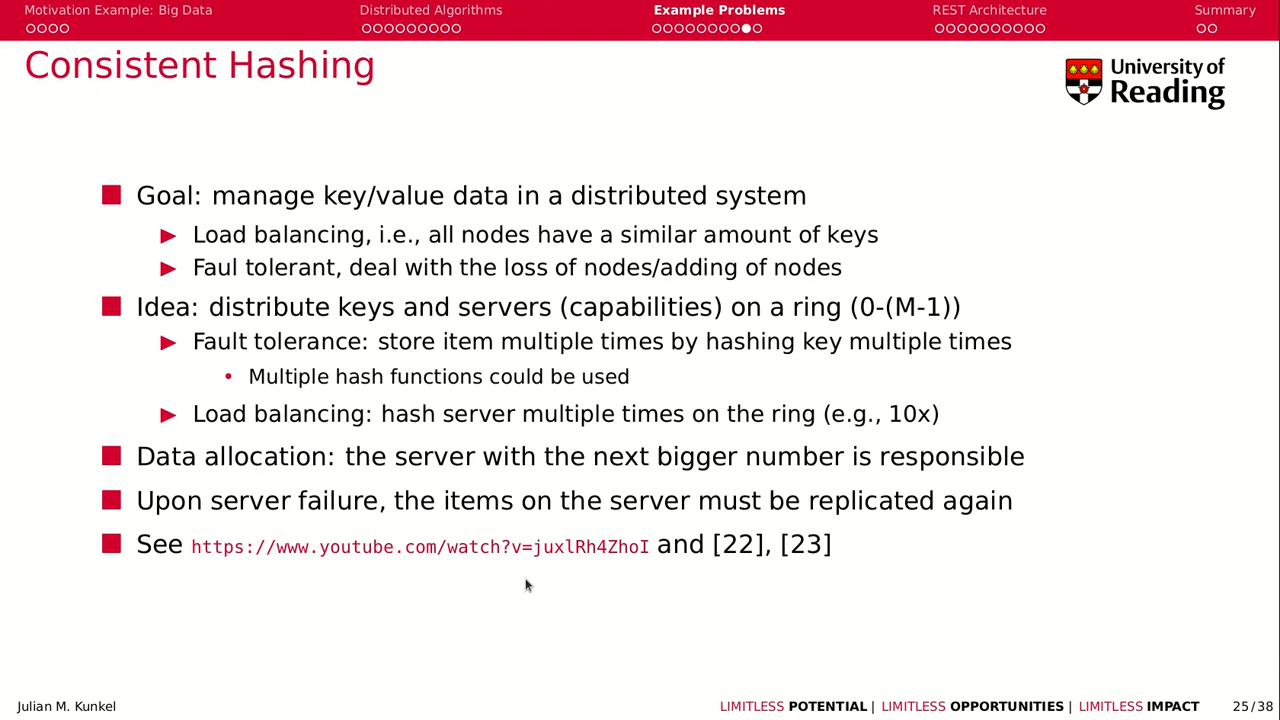 Motivation Example: Big Data Distributed Algorithms Example Problems REST Architecture Summary
Consistent Hashing
University of
Reading
Goal: manage key/value data in a distributed system
Load balancing, i.e., all nodes have a similar amount of keys
Faul tolerant, deal with the loss of nodes/adding of nodes
Idea: distribute keys and servers (capabilities) on a ring (0-(M-1))
Fault tolerance: store item multiple times by hashing key multiple times
Multiple hash functions could be used
Load balancing: hash server multiple times on the ring (e.g., 10x)
Data allocation: the server with the next bigger number is responsible
Upon server failure, the items on the server must be replicated again
See https://www.youtube.com/watch?v=juxlRh4ZhoI and [22], [23]
Julian M. Kunkel LIMITLESS POTENTIAL | LIMITLESS OPPORTUNITIES | LIMITLESS IMPACT 25/38